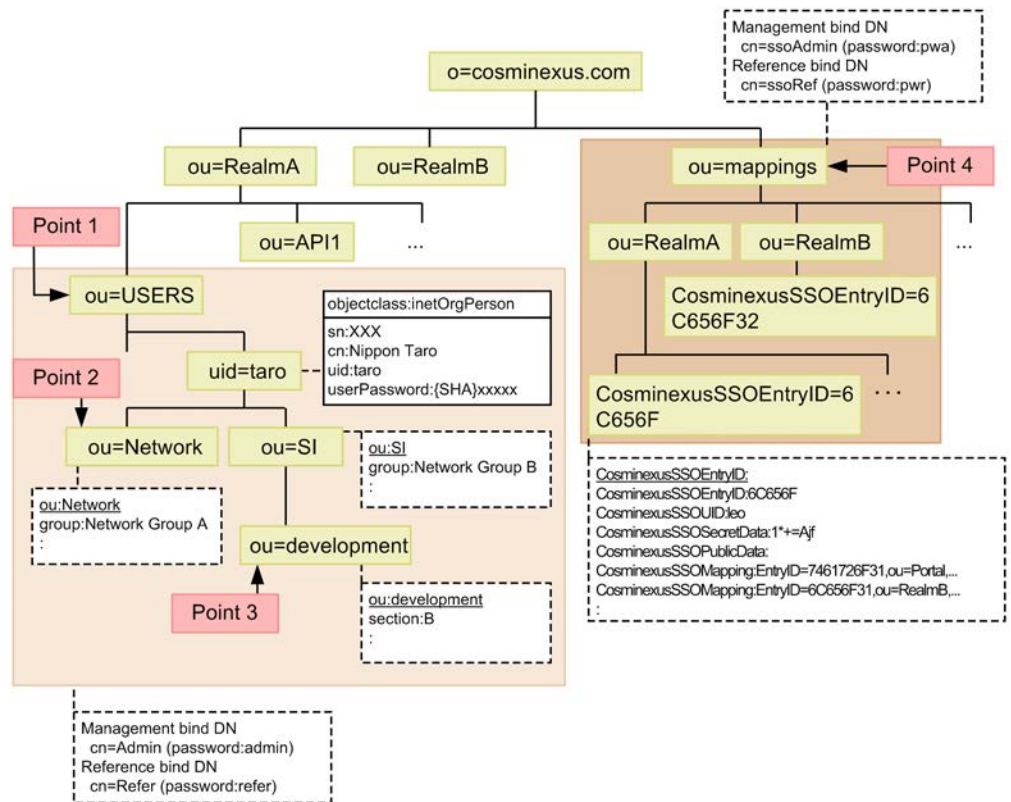 Management bind DN
cn=ssoAdmin (password:pwa)
Reference bind DN
cn=ssoRef (password:pwr)
o=cosminexus.com
ou=RealmA
ou=RealmB
ou=mappings
Point 4
Point 1
ou=API1
...
ou=RealmA
ou=RealmB
...
ou=USERS
objectclass:inetOrgPerson
sn:XXX
cn:Nippon Taro
uid:taro
userPassword:{SHA}xxxxx
CosminexusSSOEntryID=6
C656F32
Point 2
uid=taro
CosminexusSSOEntryID=6
C656F
...
ou=Network
ou=SI
ou:SI
group:Network Group B
:
ou:Network
group:Network Group A
:
CosminexusSSOEntryID:
CosminexusSSOEntryID:6C656F
CosminexusSSOUID:leo
CosminexusSSOSecretData:1*+=Ajf
CosminexusSSOPublicData:
CosminexusSSOMapping:EntryID=7461726F31,ou=Portal,...
CosminexusSSOMapping:EntryID=6C656F31,ou=RealmB,...
:
ou=development
Point 3
ou:development
section:B
:
Management bind DN
cn=Admin (password:admin)
Reference bind DN
cn=Refer (password:refer)